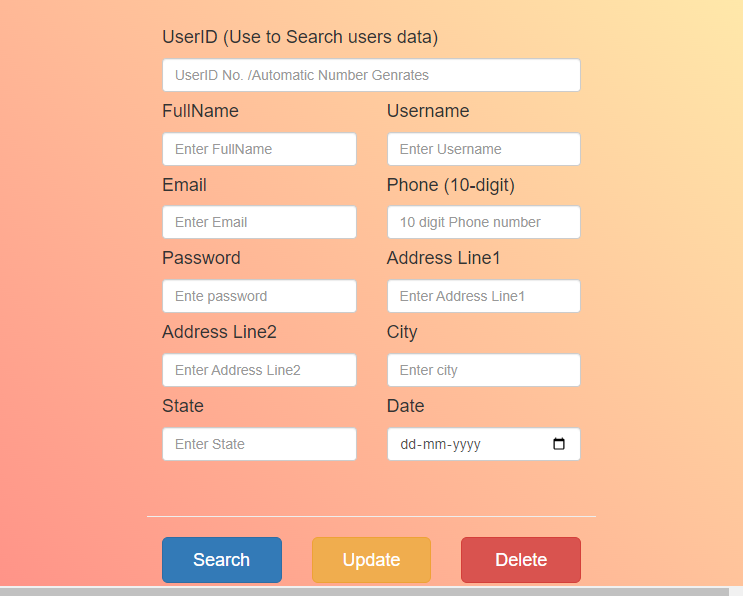 UserID (Use to Search users data)
UserID No. /Automatic Number Genrates
FullName Username
Enter FullName Enter Username
Email Phone (10-digit)
Enter Email 10 digit Phone number
Password Address Line1
Ente password Enter Address Line1
Address Line2 City
Enter Address Line2 Enter city
State Date
Enter State dd-mm-yyyy
Search Update Delete